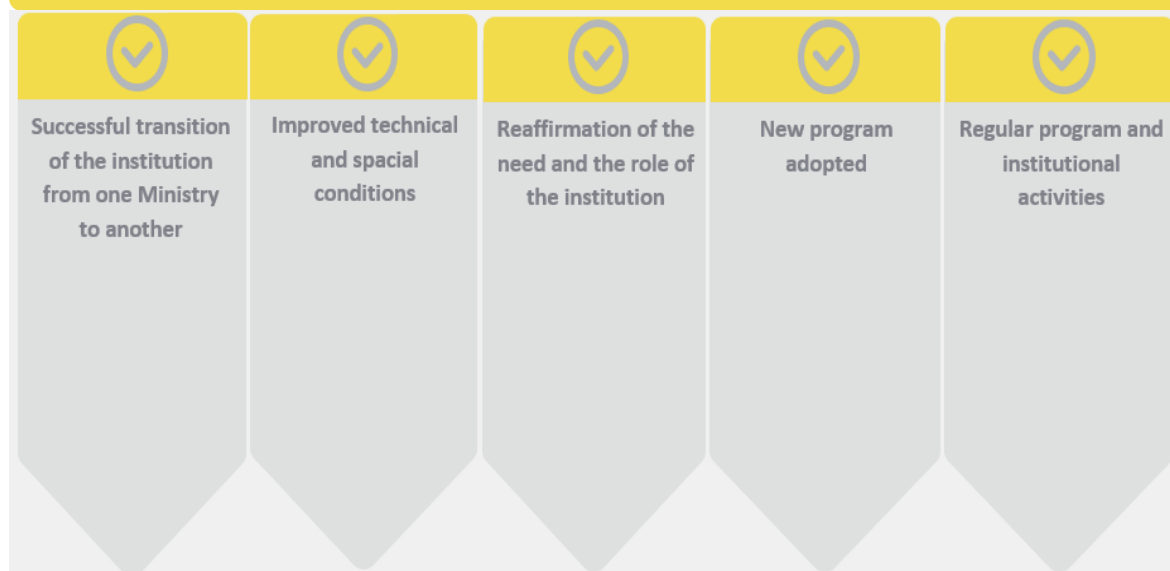 Successful transition
of the institution
from one Ministry
to another
Improved technical
and spacial
conditions
Reaffirmation of the
need and the role of
the institution
New program
adopted
Regular program and
institutional
activities